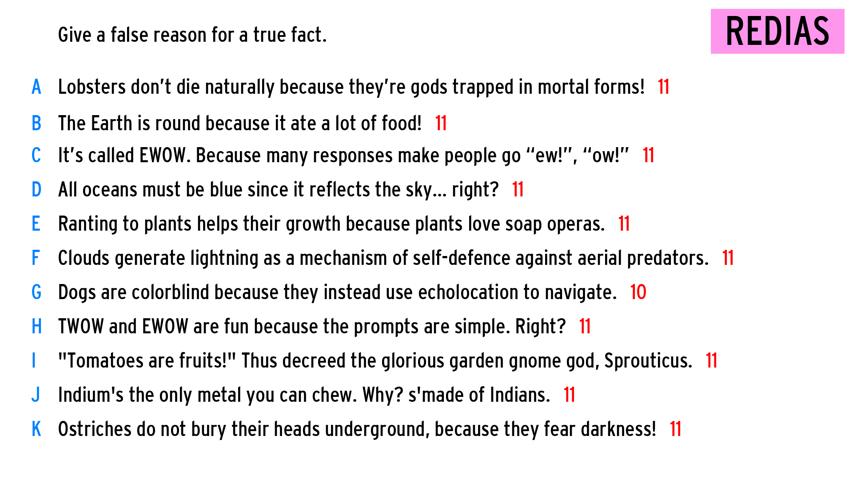 Give a false reason for a true fact.
REDIAS
A Lobsters don’t die naturally because they’re gods trapped in mortal forms! 11
B The Earth is round because it ate a lot of food! 11
C It’s called EWOW. Because many responses make people go “ew!”, “ow!” 11
D All oceans must be blue since it reflects the sky... right? 11
E Ranting to plants helps their growth because plants love soap operas. 11
F Clouds generate lightning as a mechanism of self-defence against aerial predators. 11
G Dogs are colorblind because they instead use echolocation to navigate. 10
H TWOW and EWOW are fun because the prompts are simple. Right? 11
I "Tomatoes are fruits!" Thus decreed the glorious garden gnome god, Sprouticus. 11
J Indium's the only metal you can chew. Why? s'made of Indians. 11
K Ostriches do not bury their heads underground, because they fear darkness! 11